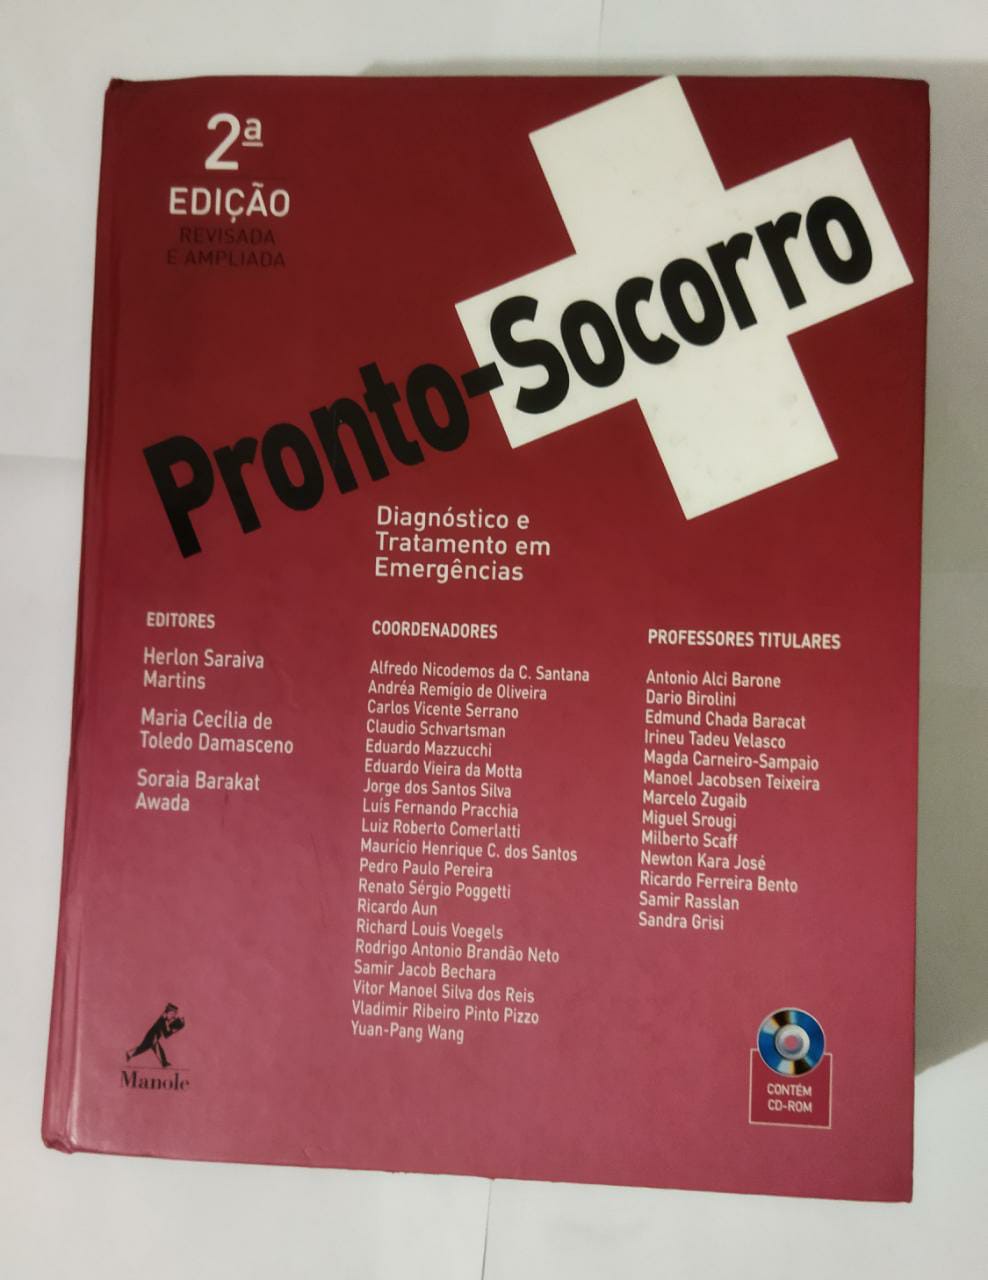 2ª
EDIÇÃO
REVISADA
E AMPLIADA
Pronto-Socorro
Diagnóstico e
Tratamento em
Emergências
EDITORES
Herlon Saraiva
Martins
Maria Cecília de
Toledo Damasceno
Soraia Barakat
Awada
COORDENADORES
Alfredo Nicodemos da C. Santana
Andréa Remígio de Oliveira
Carlos Vicente Serrano
Claudio Schvartsman
Eduardo Mazzucchi
Eduardo Vieira da Motta
Jorge dos Santos Silva
Luís Fernando Pracchia
Luiz Roberto Comerlatti
Maurício Henrique C. dos Santos
Pedro Paulo Pereira
Renato Sérgio Poggetti
Ricardo Aun
Richard Louis Voegels
Rodrigo Antonio Brandão Neto
Samir Jacob Bechara
Vitor Manoel Silva dos Reis
Vladimir Ribeiro Pinto Pizzo
Yuan-Pang Wang
PROFESSORES TITULARES
Antonio Alci Barone
Dario Birolini
Edmund Chada Baracat
Irineu Tadeu Velasco
Magda Carneiro-Sampaio
Manoel Jacobsen Teixeira
Marcelo Zugaib
Miguel Srougi
Milberto Scaff
Newton Kara José
Ricardo Ferreira Bento
Samir Rasslan
Sandra Grisi
Manole
CONTÉM
CD-ROM